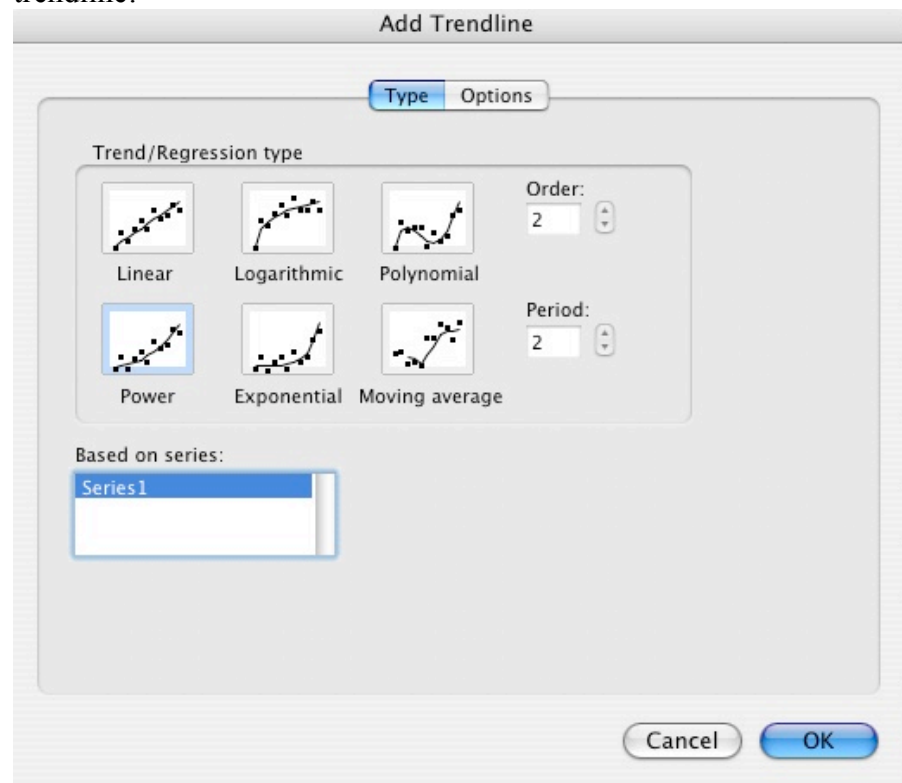 trendline.
Add Trendline
Type Options
Trend/Regression type
Order:
2
Linear Logarithmic Polynomial
Period:
2
Power Exponential Moving average
Based on series:
Series1
Cancel OK